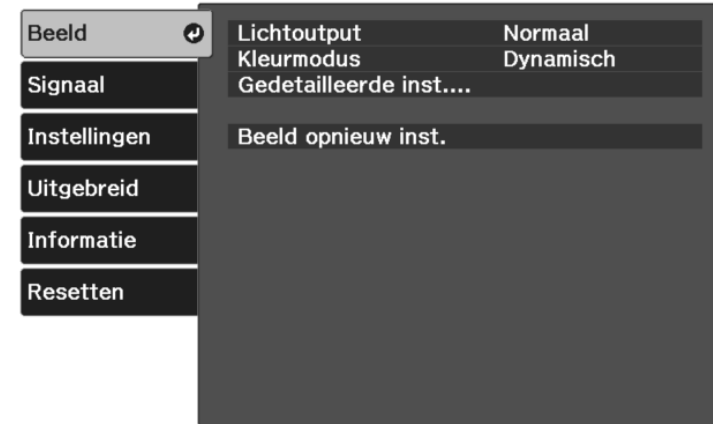 Beeld
Signaal
Instellingen
Uitgebreid
Informatie
Resetten
Lichtoutput Normaal
Kleurmodus Dynamisch
Gedetailleerde inst....
Beeld opnieuw inst.